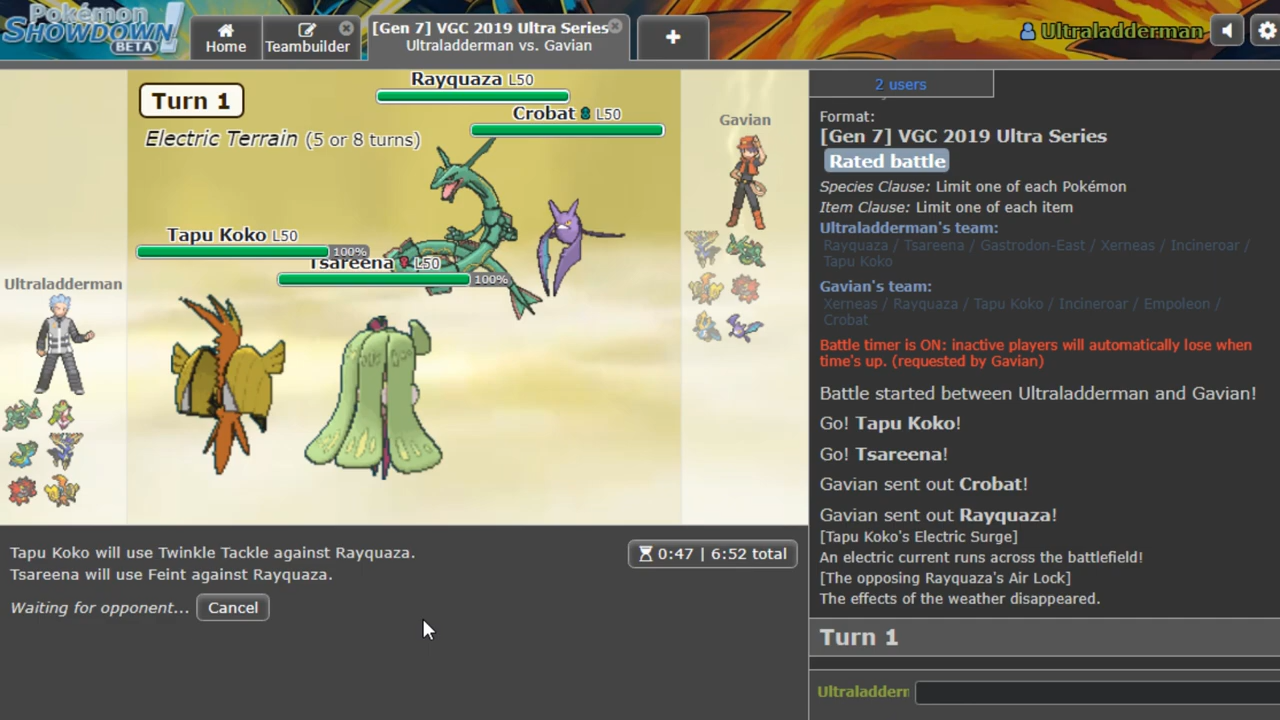 Pokémon
SHOWDOWN!
BETA
Home
Teambuilder
[Gen 7] VGC 2019 Ultra Series
Ultraladderman vs. Gavian
+
Ultraladderman
Turn 1
Electric Terrain (5 or 8 turns)
Rayquaza L50
Crobat L50
Tapu Koko L50
100%
Tsareena L50
100%
Ultraladderman
Gavian
Tapu Koko will use Twinkle Tackle against Rayquaza.
Tsareena will use Feint against Rayquaza.
Waiting for opponent... Cancel
0:47 | 6:52 total
2 users
Format:
[Gen 7] VGC 2019 Ultra Series
Rated battle
Species Clause: Limit one of each Pokémon
Item Clause: Limit one of each item
Ultraladderman's team:
Rayquaza / Tsareena / Gastrodon-East / Xerneas / Incineroar /
Tapu Koko
Gavian's team:
Xerneas / Rayquaza / Tapu Koko / Incineroar / Empoleon /
Crobat
Battle timer is ON: inactive players will automatically lose when
time's up. (requested by Gavian)
Battle started between Ultraladderman and Gavian!
Go! Tapu Koko!
Go! Tsareena!
Gavian sent out Crobat!
Gavian sent out Rayquaza!
[Tapu Koko's Electric Surge]
An electric current runs across the battlefield!
[The opposing Rayquaza's Air Lock]
The effects of the weather disappeared.
Turn 1
Ultraladderm